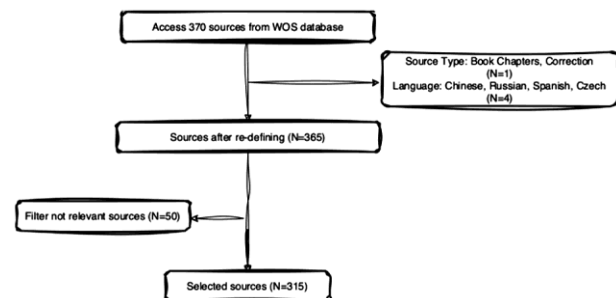 Access 370 sources from WOS database
Source Type: Book Chapters, Correction
(N=1)
Language: Chinese, Russian, Spanish, Czech
(N=4)
Sources after re-defining (N=365)
Filter not relevant sources (N=50)
Selected sources (N=315)